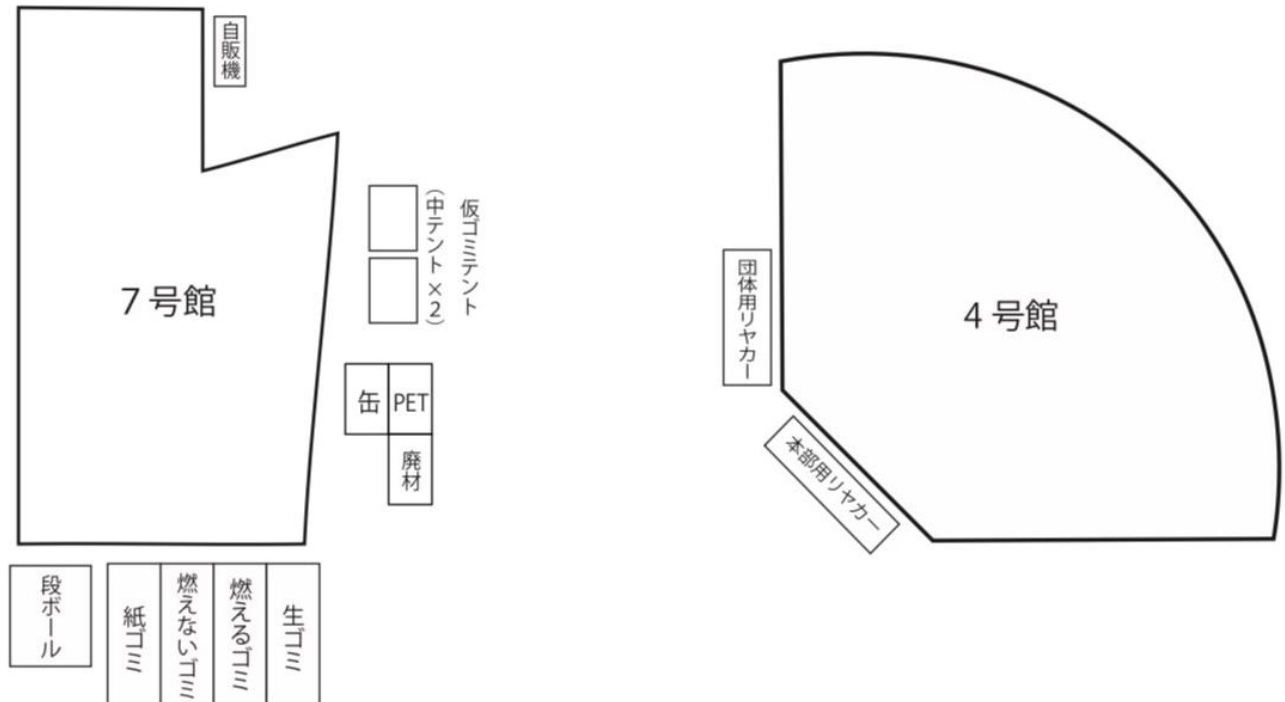 自販機
仮ゴミテント
（中テント×2）
7号館
団体用リヤカー
4号館
缶
PET
廃材
本部用リヤカー
段ボール
紙ゴミ
燃えないゴミ
燃えるゴミ
生ゴミ